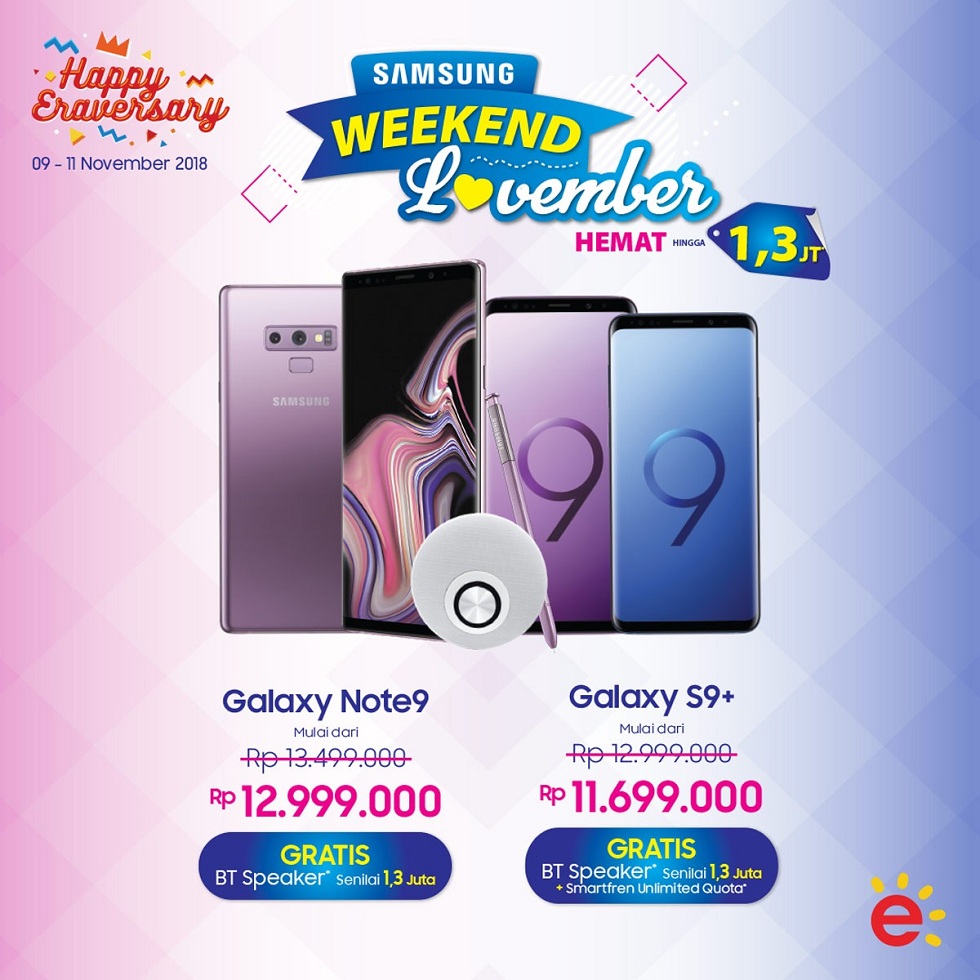 Happy
Eraversary
09 - 11 November 2018
SAMSUNG
WEEKEND
Lovember
HEMAT HINGGA 1,3 JT*
SAMSUNG
9 9
Galaxy Note9
Mulai dari
Rp 13.499.000
Rp 12.999.000
GRATIS
BT Speaker* Senilai 1,3 Juta
Galaxy S9+
Mulai dari
Rp 12.999.000
Rp 11.699.000
GRATIS
BT Speaker* Senilai 1,3 Juta
+ Smartfren Unlimited Quota*
e